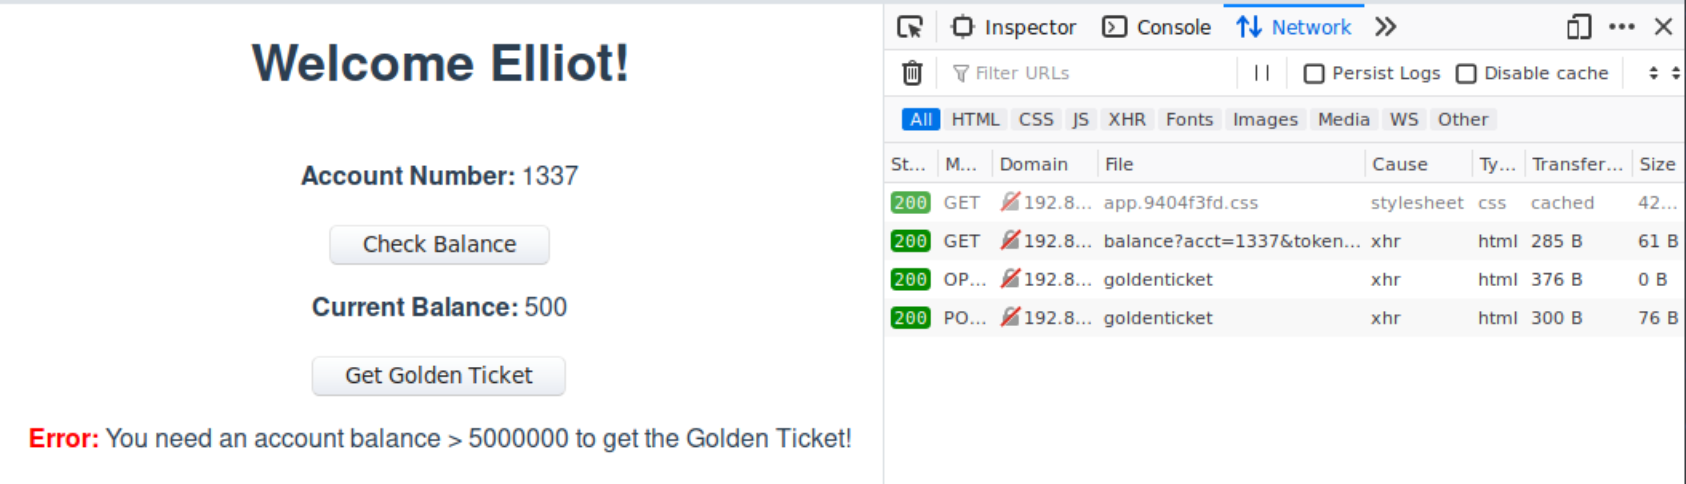 Welcome Elliot!
Account Number: 1337
Check Balance
Current Balance: 500
Get Golden Ticket
Error: You need an account balance > 5000000 to get the Golden Ticket!
Inspector Console Network
Filter URLs Persist Logs Disable cache
All HTML CSS JS XHR Fonts Images Media WS Other
St... M... Domain File Cause Ty... Transfer... Size
200 GET 192.8... app.9404f3fd.css stylesheet css cached 42...
200 GET 192.8... balance?acct=1337&token... xhr html 285 B 61 B
200 OP... 192.8... goldenticket xhr html 376 B 0 B
200 PO... 192.8... goldenticket xhr html 300 B 76 B